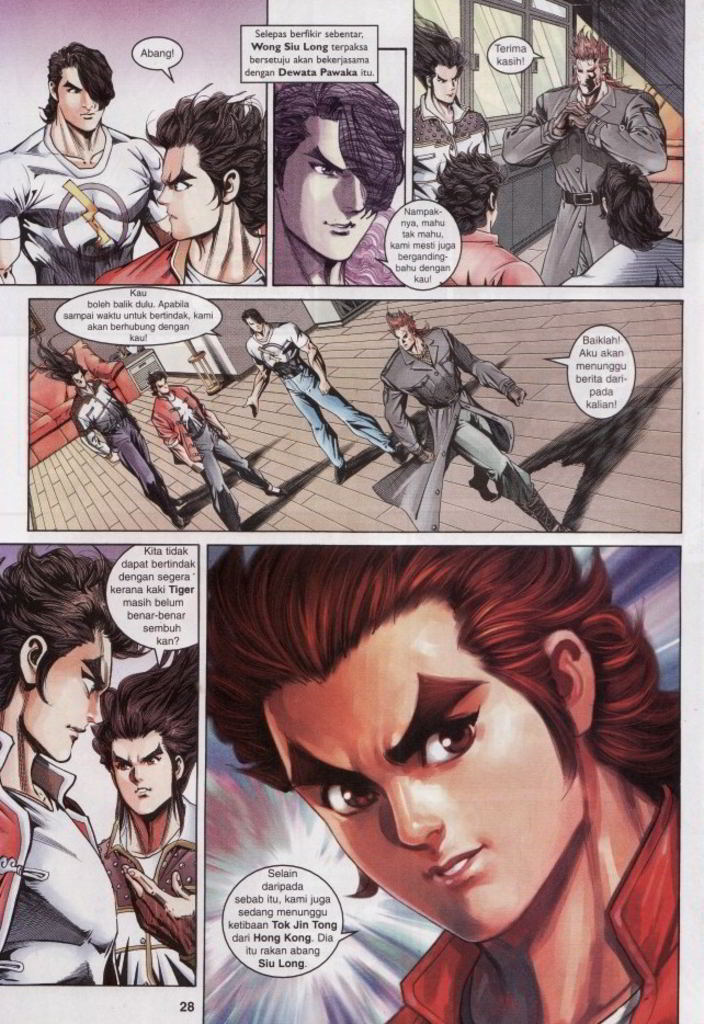 Abang!
Selepas berfikir sebentar,
Wong Siu Long terpaksa
bersetuju akan bekerjasama
dengan Dewata Pawaka itu.
Nampak-
nya, mahu
tak mahu,
kami mesti juga
berganding-
bahu dengan
kau!
Terima
kasih!
Kau
boleh balik dulu. Apabila
sampai waktu untuk bertindak, kami
akan berhubung dengan
kau!
Baiklah!
Aku akan
menunggu
berita dari-
pada
kalian!
Kita tidak
dapat bertindak
dengan segera
kerana kaki Tiger
masih belum
benar-benar
sembuh
kan?
Selain
daripada
sebab itu, kami juga
sedang menunggu
ketibaan Tok Jin Tong
dari Hong Kong. Dia
itu rakan abang
Siu Long.
28